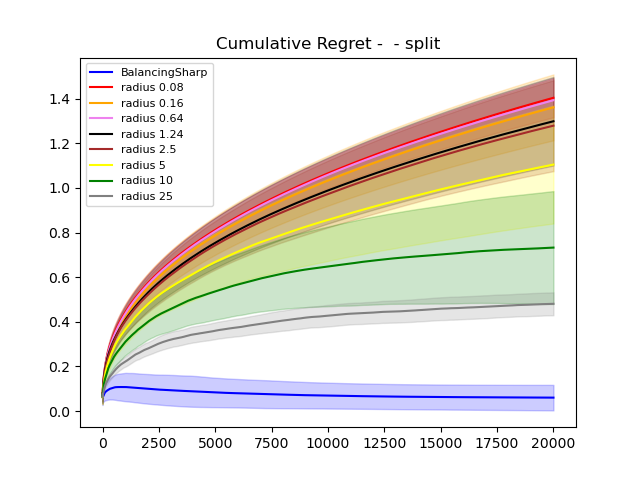 Cumulative Regret -  - split
BalancingSharp
radius 0.08
radius 0.16
radius 0.64
radius 1.24
radius 2.5
radius 5
radius 10
radius 25
1.4
1.2
1.0
0.8
0.6
0.4
0.2
0.0
0 2500 5000 7500 10000 12500 15000 17500 20000